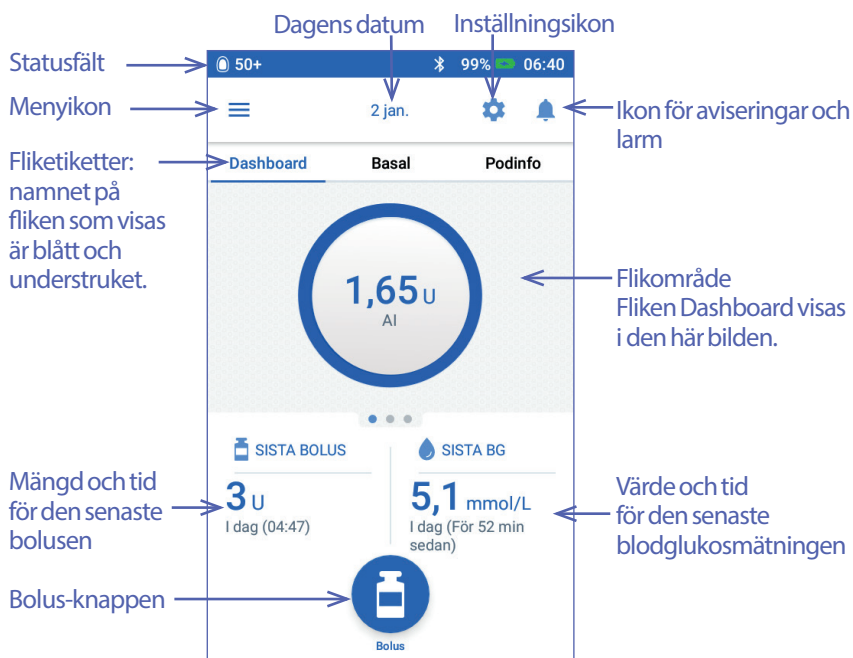 Dagens datum
Inställningsikon
Statusfält
50+
99%
06:40
Menyikon
2 jan.
Ikon för aviseringar och
larm
Fliketiketter:
namnet på
fliken som visas
är blått och
understruket.
Dashboard
Basal
Podinfo
1,65 U
AI
Flikområde
Fliken Dashboard visas
i den här bilden.
SISTA BOLUS
3 U
I dag (04:47)
SISTA BG
5,1 mmol/L
I dag (För 52 min
sedan)
Mängd och tid
för den senaste
bolusen
Värde och tid
för den senaste
blodglukosmätningen
Bolus-knappen
Bolus